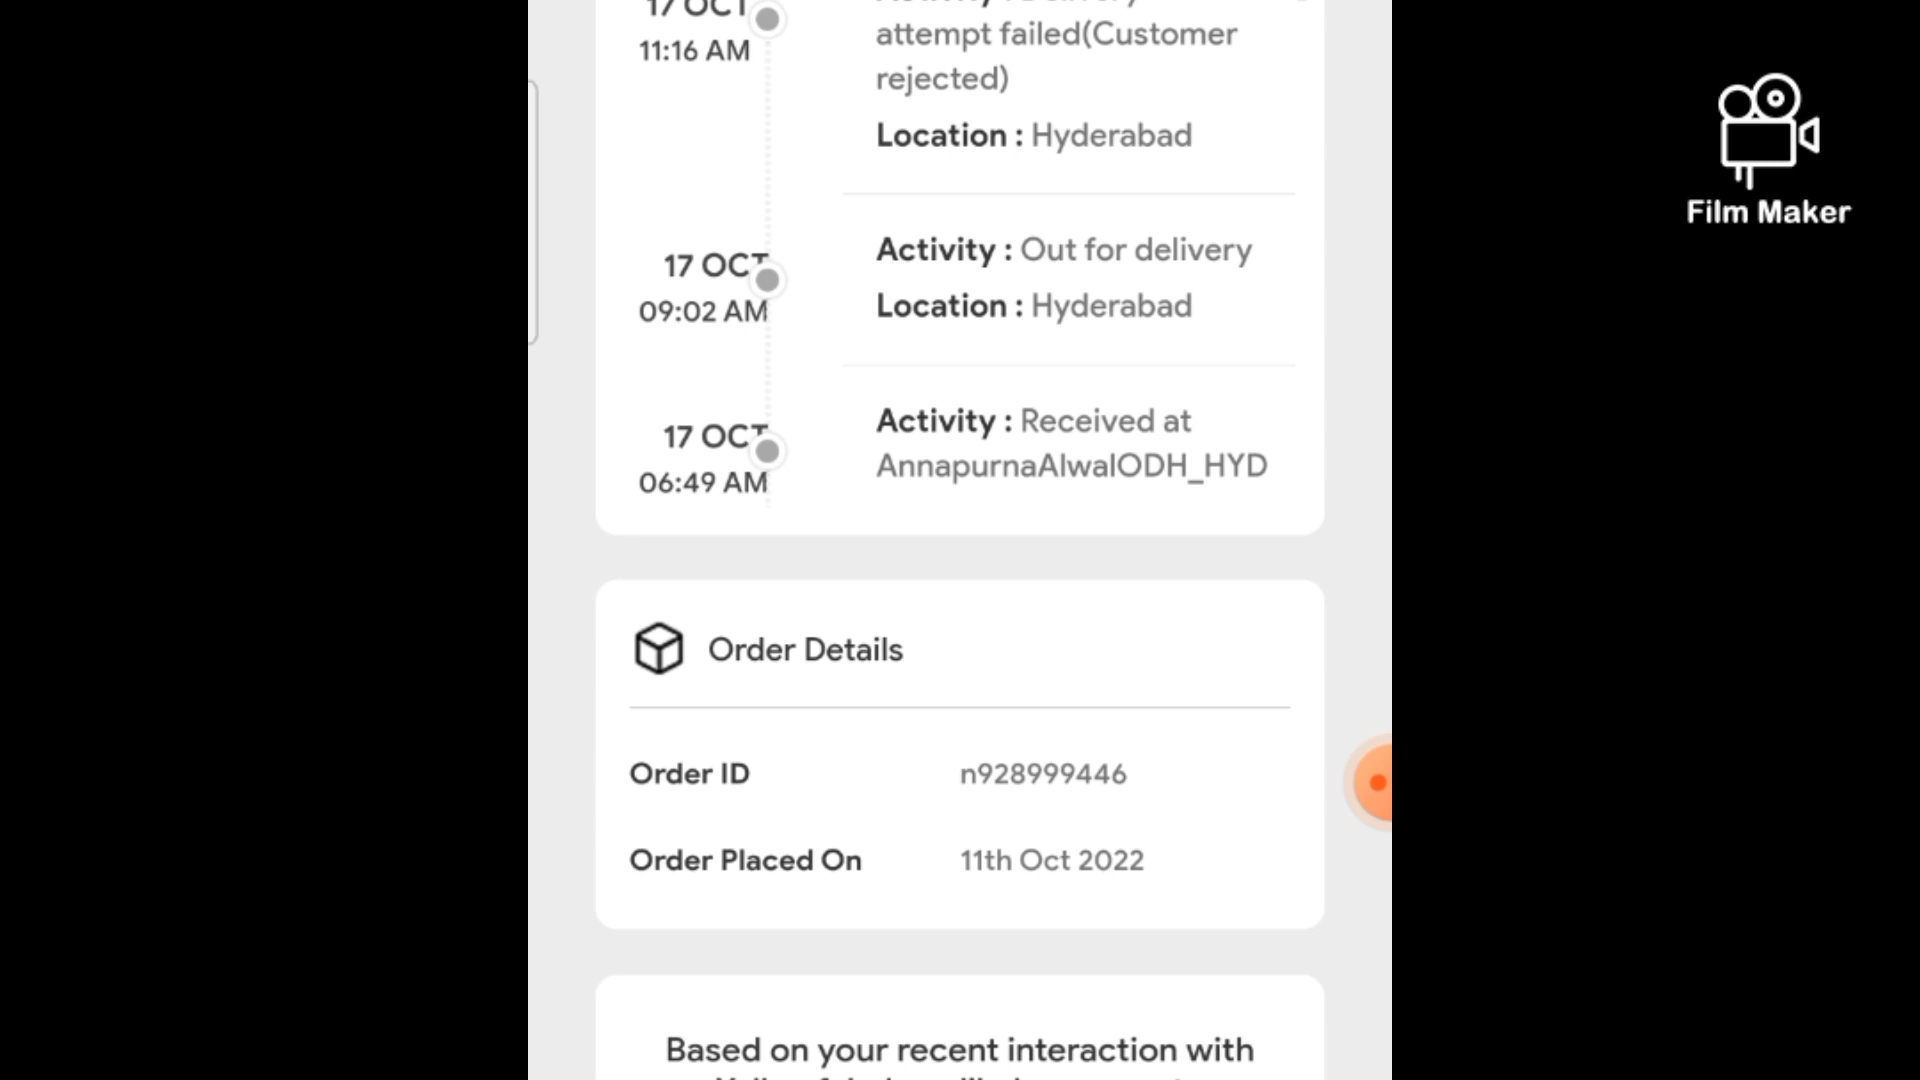 17 OCT
11:16 AM
Activity : Delivery
attempt failed(Customer
rejected)
Location : Hyderabad
17 OCT
09:02 AM
Activity : Out for delivery
Location : Hyderabad
17 OCT
06:49 AM
Activity : Received at
AnnapurnaAlwalODH_HYD
Order Details
Order ID n928999446
Order Placed On 11th Oct 2022
Based on your recent interaction with
Film Maker